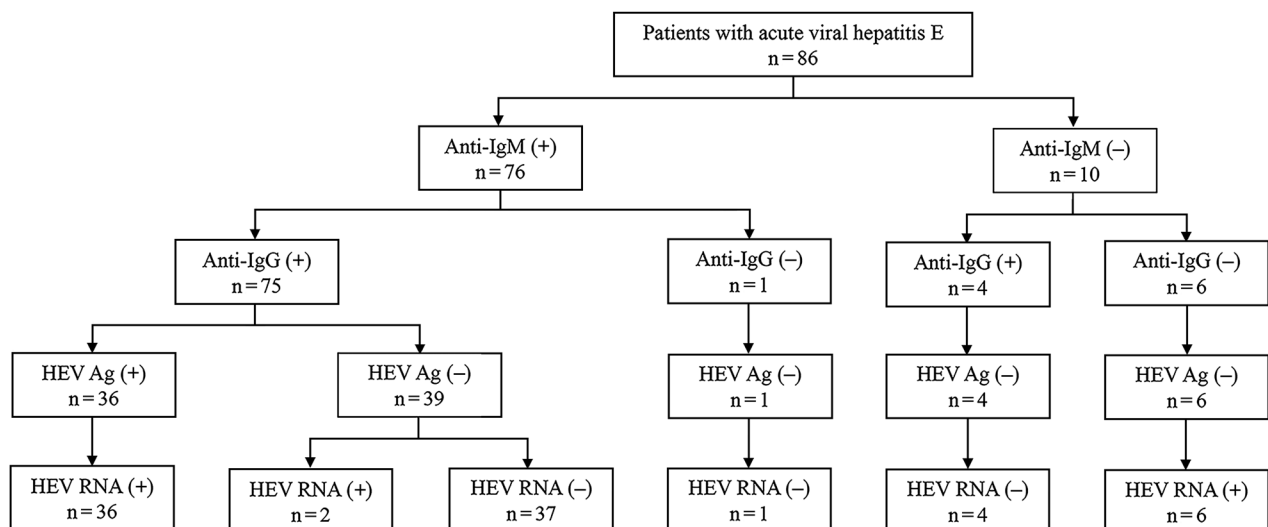 Patients with acute viral hepatitis E
n=86
Anti-IgM (+)
n=76
Anti-IgM (–)
n=10
Anti-IgG (+)
n=75
Anti-IgG (–)
n=1
Anti-IgG (+)
n=4
Anti-IgG (–)
n=6
HEV Ag (+)
n=36
HEV Ag (–)
n=39
HEV Ag (–)
n=1
HEV Ag (–)
n=4
HEV Ag (–)
n=6
HEV RNA (+)
n=36
HEV RNA (+)
n=2
HEV RNA (–)
n=37
HEV RNA (–)
n=1
HEV RNA (–)
n=4
HEV RNA (+)
n=6